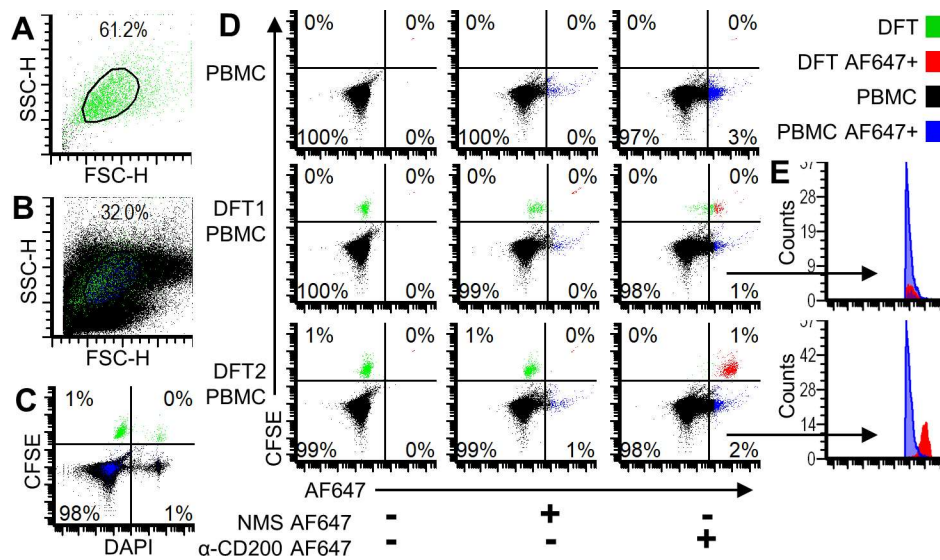 A
61.2%
SSC-H
FSC-H
B
32.0%
SSC-H
FSC-H
C
1% 0%
98% 1%
CFSE
DAPI
D
PBMC
0% 0% 0% 0% 0% 0%
100% 0% 100% 0% 97% 3%
DFT1
PBMC
0% 0% 0% 0% 0% 0%
100% 0% 99% 0% 98% 1%
DFT2
PBMC
1% 0% 1% 0% 1%
99% 0% 99% 1% 98% 2%
CFSE
AF647
NMS AF647 - + -
α-CD200 AF647 - - +
DFT
DFT AF647+
PBMC
PBMC AF647+
E
Counts
37
29
19
9
0
Counts
57
42
28
14
0